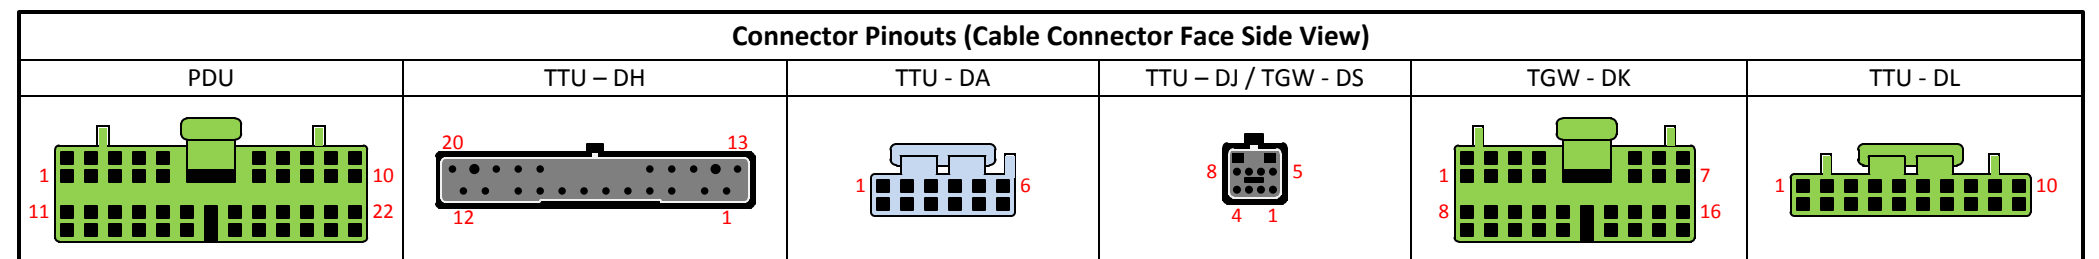 Connector Pinouts (Cable Connector Face Side View)
PDU
TTU – DH
TTU - DA
TTU – DJ / TGW - DS
TGW - DK
TTU - DL
1
10
11
22
20
13
12
1
1
6
8
5
4
1
1
7
8
16
1
10